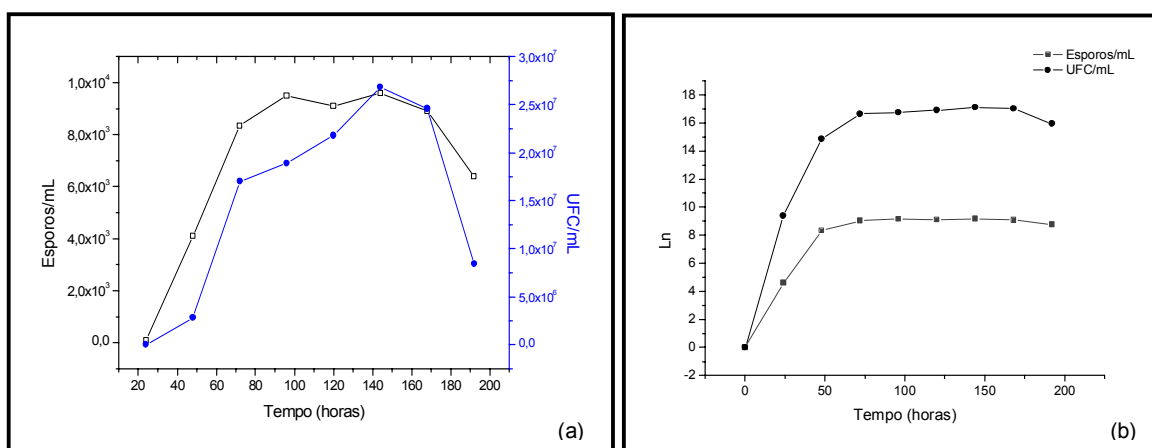 Esporos/mL
1,0x10⁴
8,0x10³
6,0x10³
4,0x10³
2,0x10³
0,0
20 40 60 80 100 120 140 160 180 200
Tempo (horas)
3,0x10⁷
2,5x10⁷
2,0x10⁷
2,5x10⁷
1,0x10⁷
5,0x10⁶
0,0
UFC/mL
(a)
Esporos/mL
UFC/mL
Ln
18
16
14
12
10
8
6
4
2
0
-2
0 50 100 150 200
Tempo (horas)
(b)